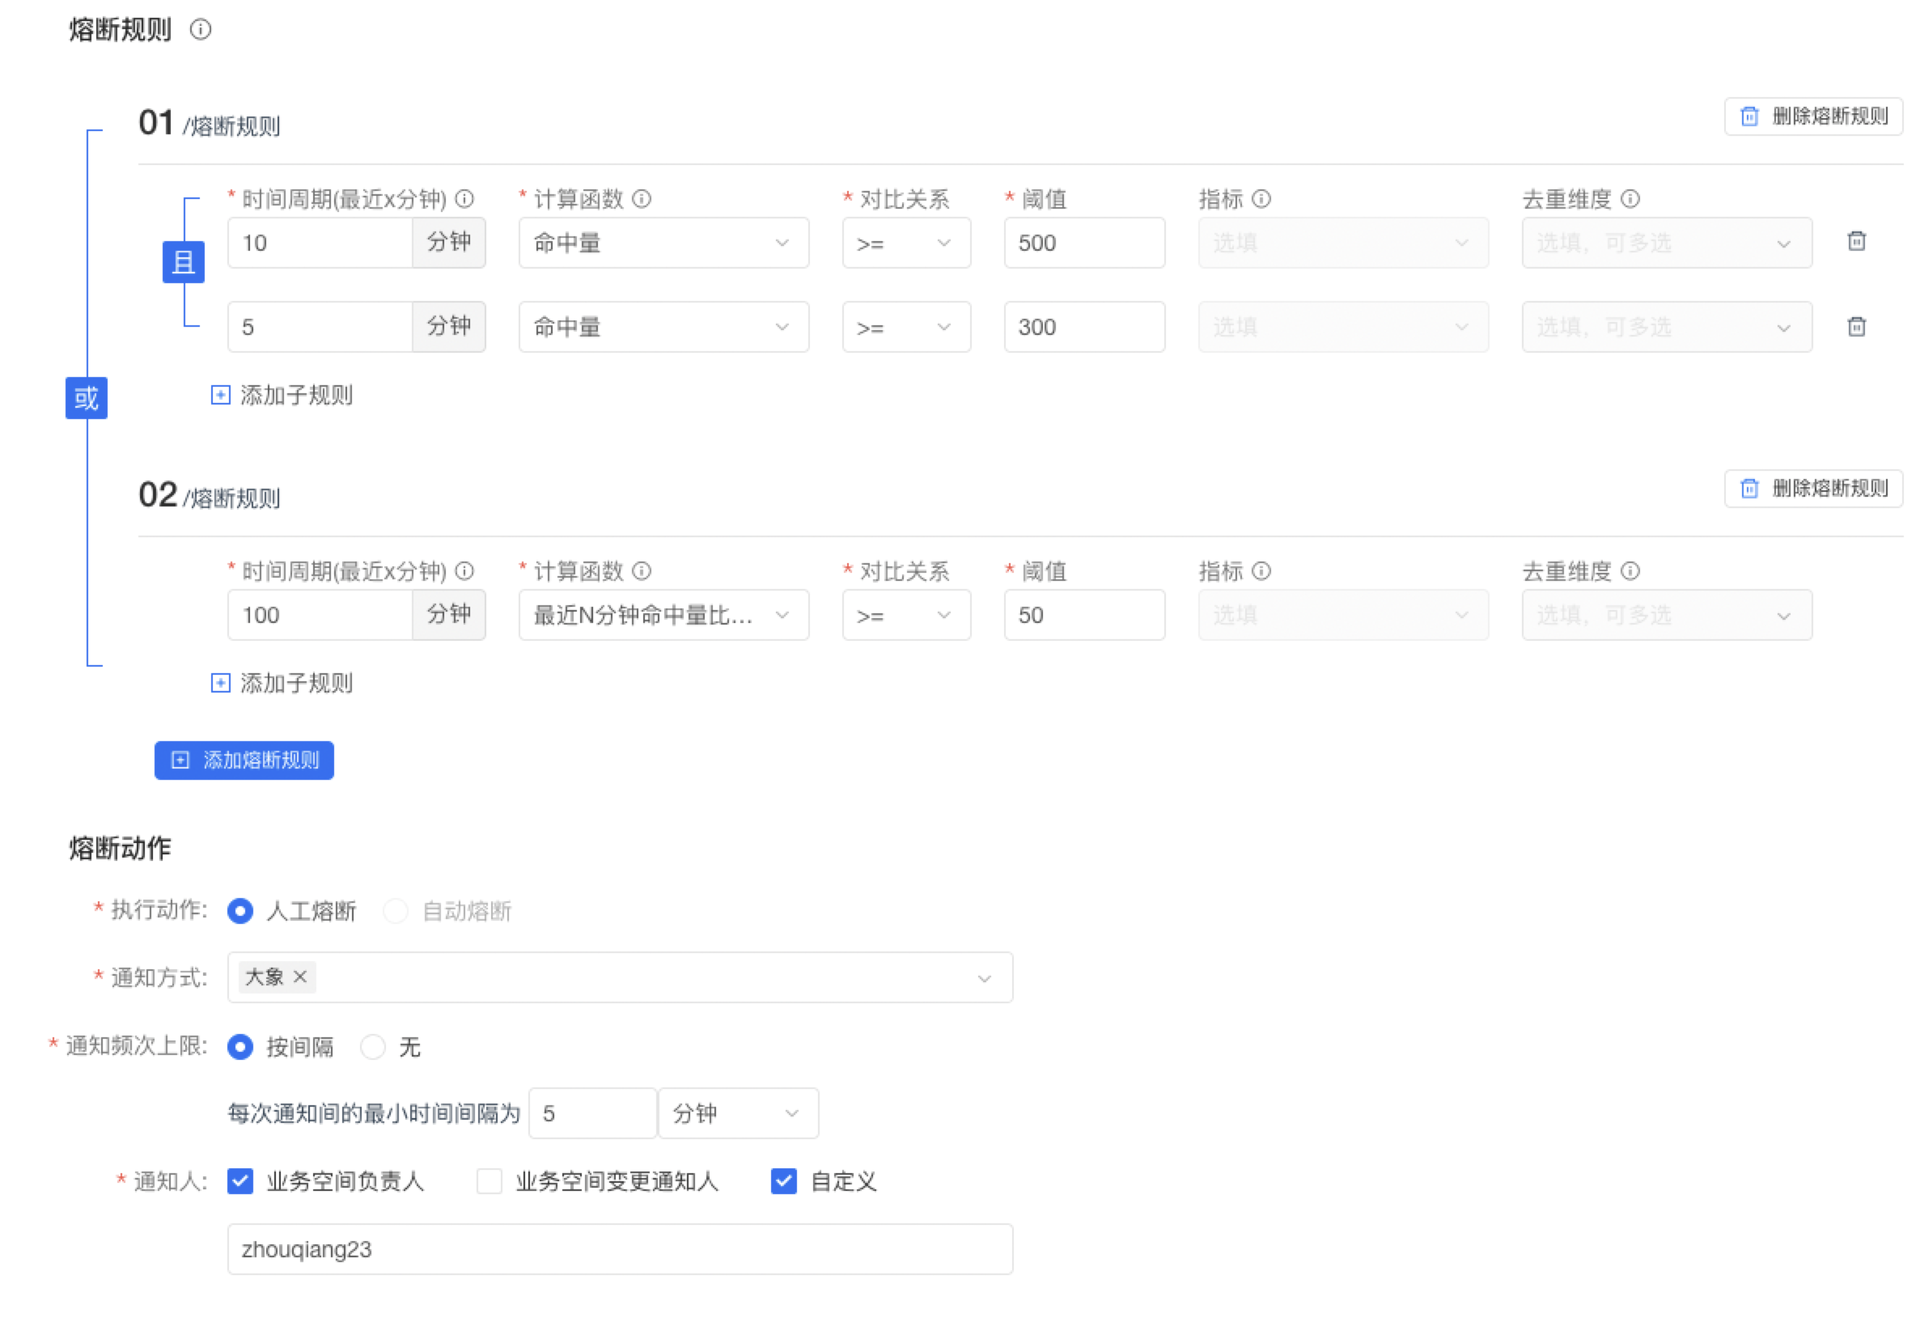 熔断规则
01 /熔断规则
删除熔断规则
* 时间周期(最近x分钟) * 计算函数 * 对比关系 * 阈值 指标 去重维度
10 分钟 命中量 >= 500 选填 选填，可多选
且
5 分钟 命中量 >= 300 选填 选填，可多选
添加子规则
或
02 /熔断规则
删除熔断规则
* 时间周期(最近x分钟) * 计算函数 * 对比关系 * 阈值 指标 去重维度
100 分钟 最近N分钟命中量比... >= 50 选填 选填，可多选
添加子规则
添加熔断规则
熔断动作
* 执行动作: 人工熔断 自动熔断
* 通知方式: 大象 ×
* 通知频次上限: 按间隔 无
每次通知间的最小时间间隔为 5 分钟
* 通知人: 业务空间负责人 业务空间变更通知人 自定义
zhouqiang23